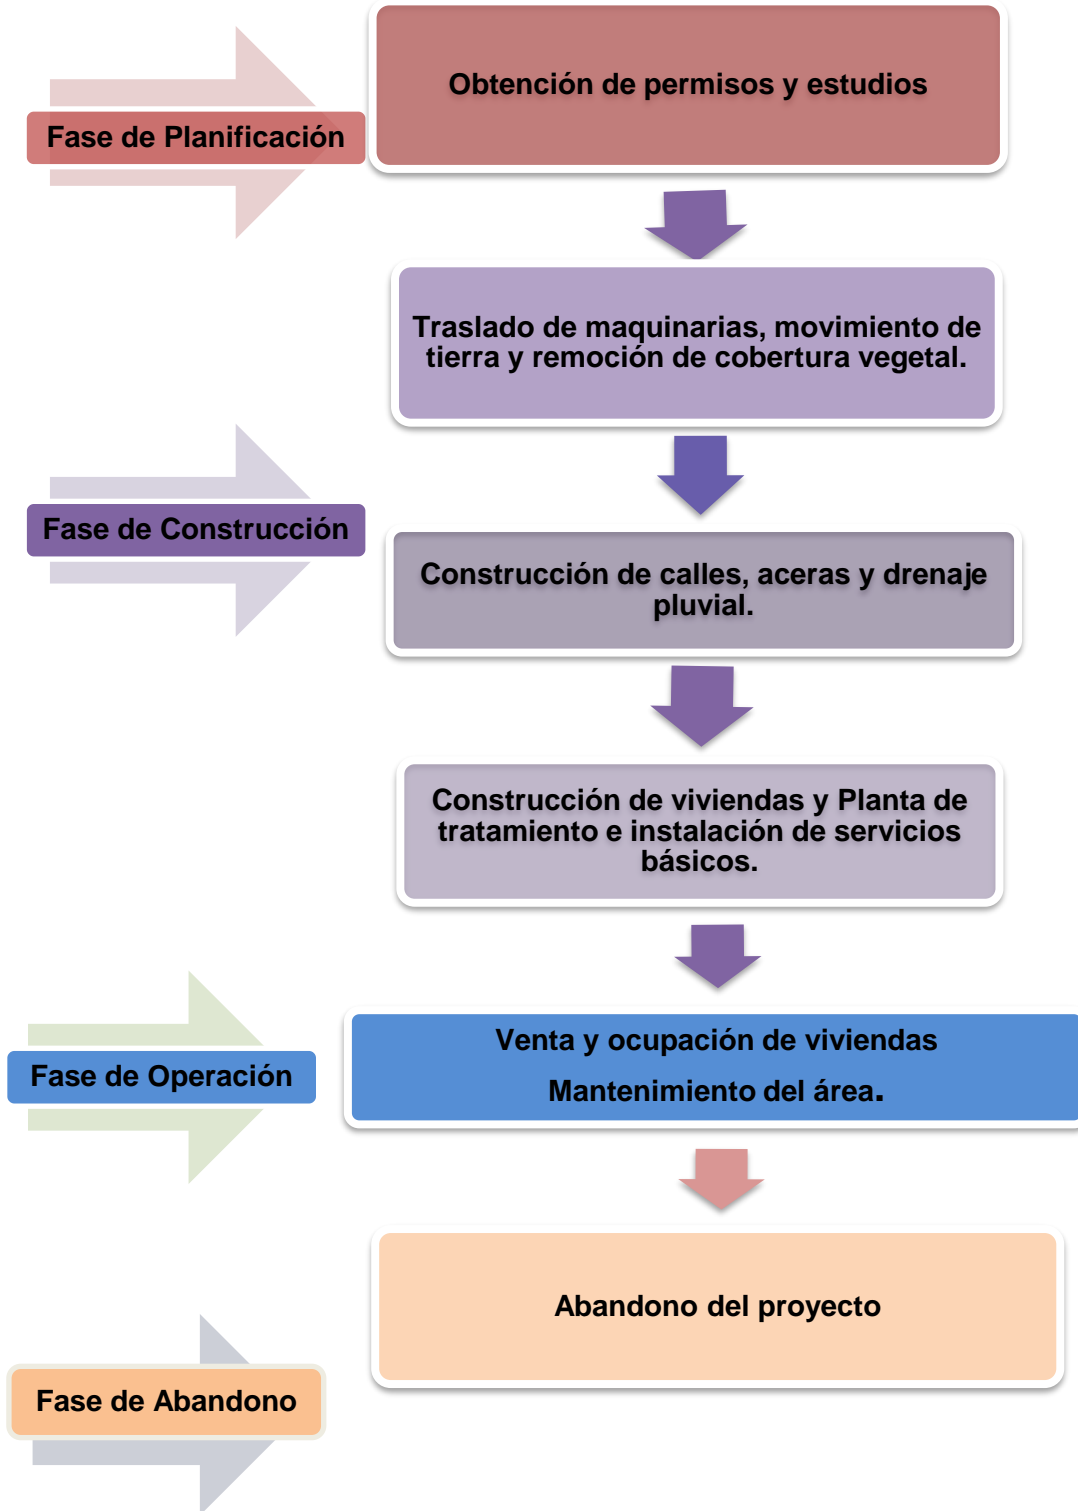 Obtención de permisos y estudios
Fase de Planificación
Traslado de maquinarias, movimiento de
tierra y remoción de cobertura vegetal.
Fase de Construcción
Construcción de calles, aceras y drenaje
pluvial.
Construcción de viviendas y Planta de
tratamiento e instalación de servicios
básicos.
Venta y ocupación de viviendas
Mantenimiento del área.
Fase de Operación
Abandono del proyecto
Fase de Abandono